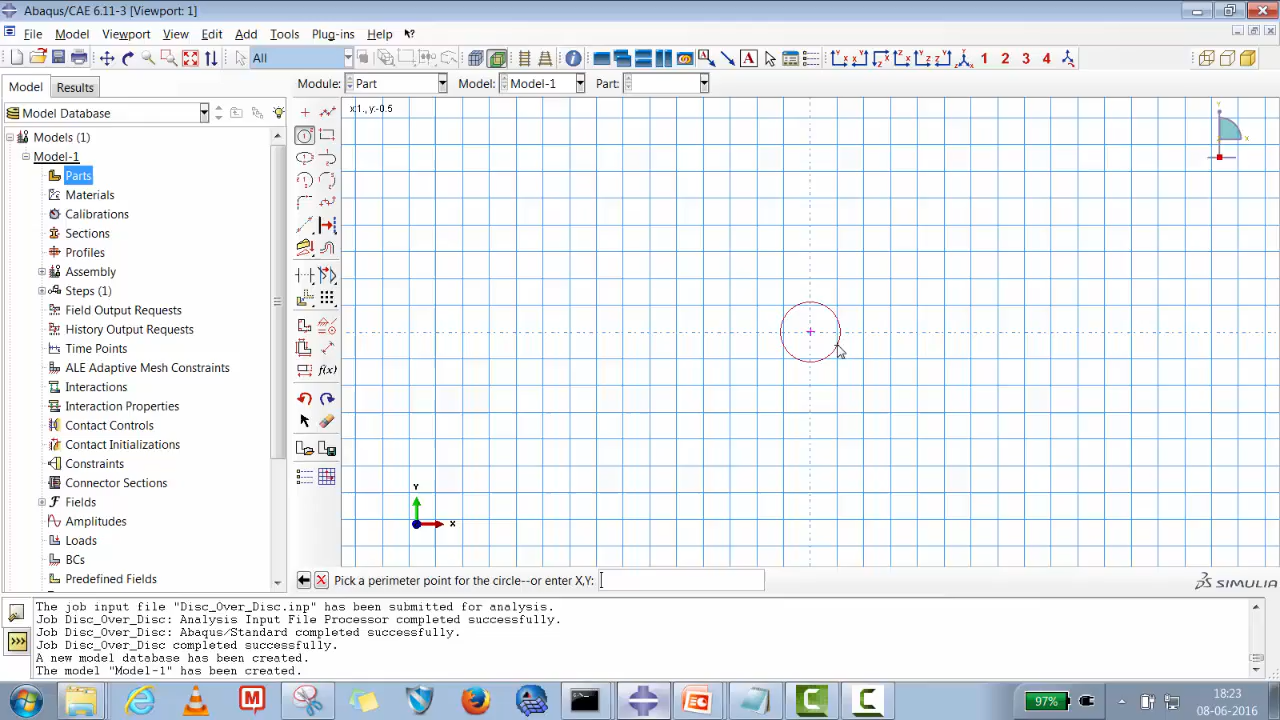 Abaqus/CAE 6.11-3 [Viewport: 1]
File Model Viewport View Edit Add Tools Plug-ins Help
All
1 2 3 4
Model Results
Module: Part Model: Model-1 Part:
Model Database
x:1., y:-0.5
Models (1)
Model-1
Parts
Materials
Calibrations
Sections
Profiles
Assembly
Steps (1)
Field Output Requests
History Output Requests
Time Points
ALE Adaptive Mesh Constraints
Interactions
Interaction Properties
Contact Controls
Contact Initializations
Constraints
Connector Sections
Fields
Amplitudes
Loads
BCs
Predefined Fields
f(x)
Y
X
Y
X
Pick a perimeter point for the circle--or enter X,Y:
SIMULIA
The job input file "Disc_Over_Disc.inp" has been submitted for analysis.
Job Disc_Over_Disc: Analysis Input File Processor completed successfully.
Job Disc_Over_Disc: Abaqus/Standard completed successfully.
Job Disc_Over_Disc completed successfully.
A new model database has been created.
The model "Model-1" has been created.
97%
18:23
08-06-2016